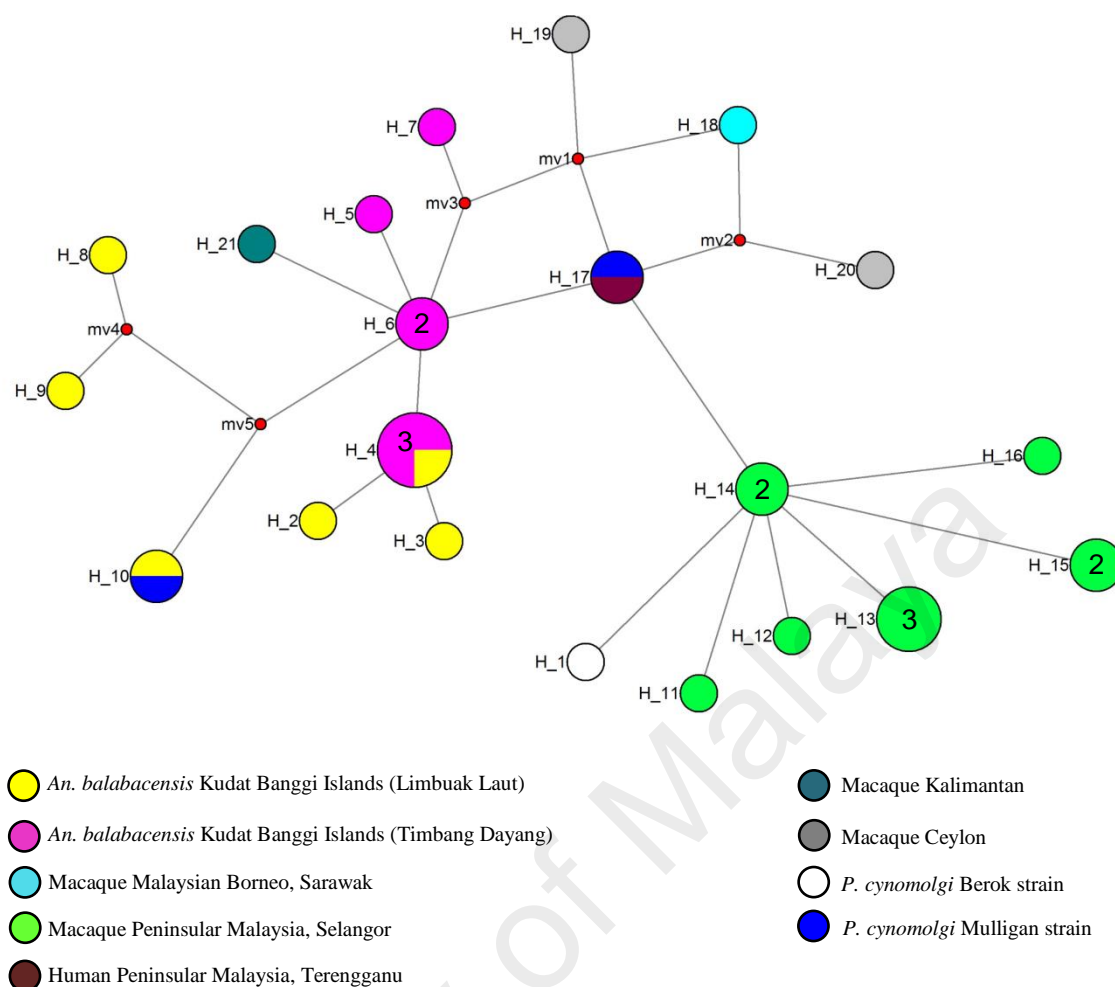 H_19
H_18
H_7
mv1
mv3
H_5
H_21
mv2
H_8
H_20
H_17
H_6 2
mv4
H_9
mv5
H_4 3
H_16
H_14 2
H_2
H_3
H_15 2
H_10
H_13 3
H_12
H_1
H_11
of Malaya
An. balabacensis Kudat Banggi Islands (Limbuak Laut)
An. balabacensis Kudat Banggi Islands (Timbang Dayang)
Macaque Malaysian Borneo, Sarawak
Macaque Peninsular Malaysia, Selangor
Human Peninsular Malaysia, Terengganu
Macaque Kalimantan
Macaque Ceylon
P. cynomolgi Berok strain
P. cynomolgi Mulligan strain